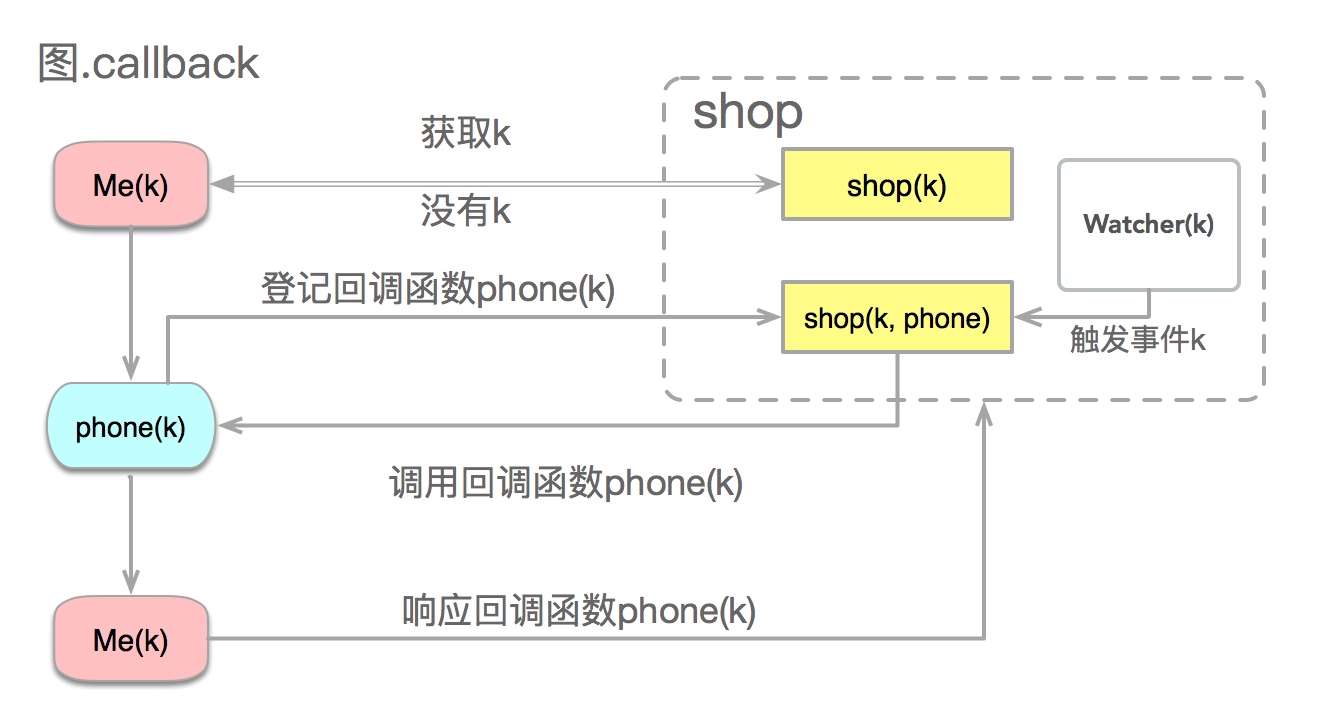 图.callback
shop
获取k
Me(k)
shop(k)
没有k
Watcher(k)
登记回调函数phone(k)
shop(k, phone)
触发事件k
phone(k)
调用回调函数phone(k)
响应回调函数phone(k)
Me(k)